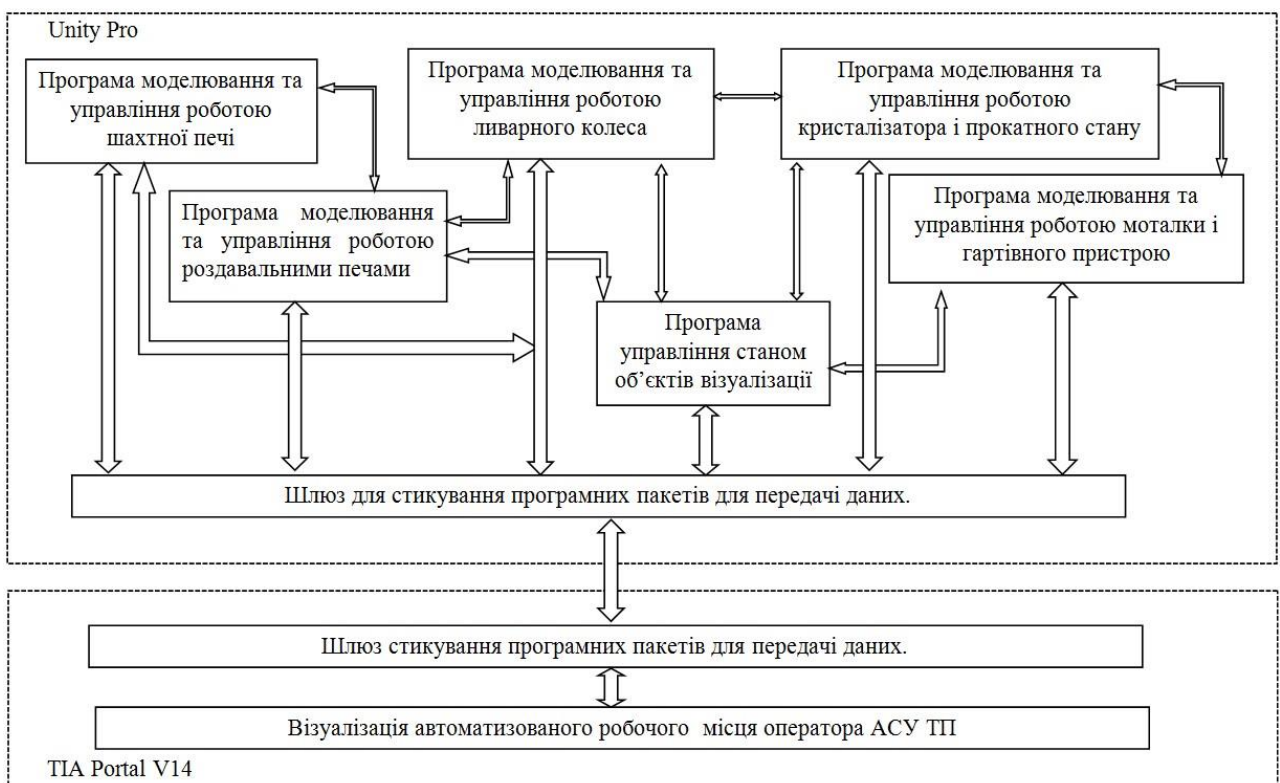 Unity Pro
Програма моделювання та
управління роботою
шахтної печі
Програма моделювання та
управління роботою
ливарного колеса
Програма моделювання та
управління роботою
кристалізатора і прокатного стану
Програма моделювання
та управління роботою
роздавальними печами
Програма моделювання та
управління роботою моталки і
гартівного пристрою
Програма
управління станом
об’єктів візуалізації
Шлюз для стикування програмних пакетів для передачі даних.
Шлюз стикування програмних пакетів для передачі даних.
Візуалізація автоматизованого робочого місця оператора АСУ ТП
TIA Portal V14